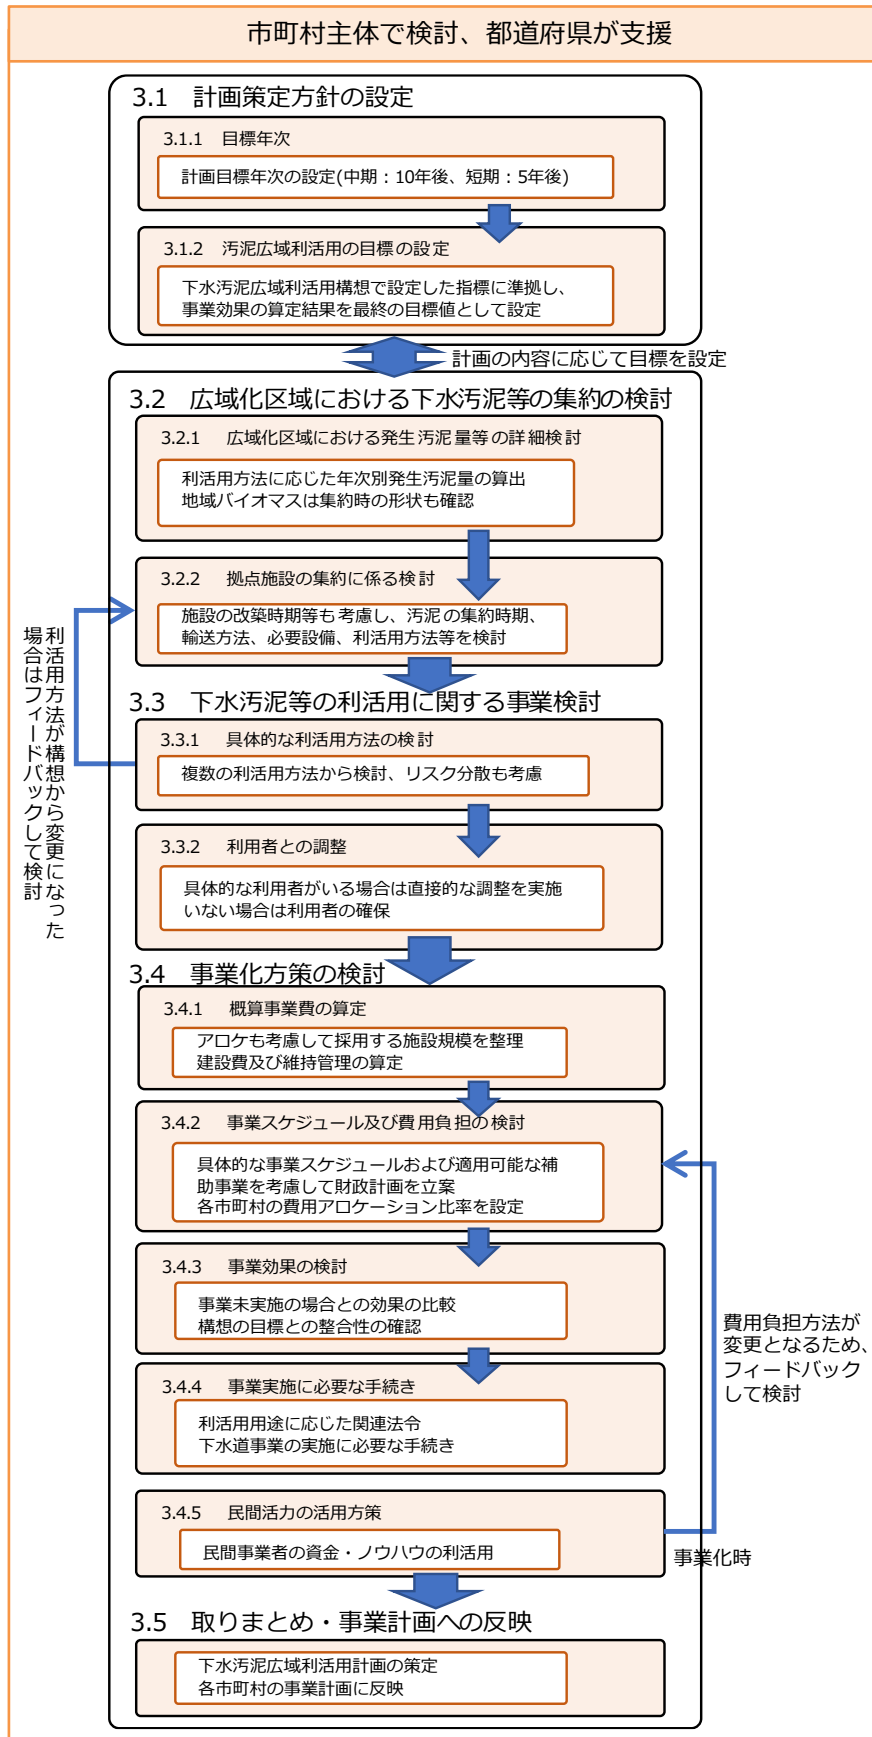 市町村主体で検討、都道府県が支援
3.1 計画策定方針の設定
3.1.1 目標年次
計画目標年次の設定(中期：10年後、短期：5年後)
3.1.2 汚泥広域利活用の目標の設定
下水汚泥広域利活用構想で設定した指標に準拠し、
事業効果の算定結果を最終の目標値として設定
計画の内容に応じて目標を設定
3.2 広域化区域における下水汚泥等の集約の検討
3.2.1 広域化区域における発生汚泥量等の詳細検討
利活用方法に応じた年次別発生汚泥量の算出
地域バイオマスは集約時の形状も確認
3.2.2 拠点施設の集約に係る検討
施設の改築時期等も考慮し、汚泥の集約時期、
輸送方法、必要設備、利活用方法等を検討
利活用方法が構想から変更になった
場合はフィードバックして検討
3.3 下水汚泥等の利活用に関する事業検討
3.3.1 具体的な利活用方法の検討
複数の利活用方法から検討、リスク分散も考慮
3.3.2 利用者との調整
具体的な利用者がいる場合は直接的な調整を実施
いない場合は利用者の確保
3.4 事業化方策の検討
3.4.1 概算事業費の算定
アロケも考慮して採用する施設規模を整理
建設費及び維持管理の算定
3.4.2 事業スケジュール及び費用負担の検討
具体的な事業スケジュールおよび適用可能な補
助事業を考慮して財政計画を立案
各市町村の費用アロケーション比率を設定
3.4.3 事業効果の検討
事業未実施の場合との効果の比較
構想の目標との整合性の確認
費用負担方法が
変更となるため、
フィードバック
して検討
3.4.4 事業実施に必要な手続き
利活用用途に応じた関連法令
下水道事業の実施に必要な手続き
3.4.5 民間活力の活用方策
民間事業者の資金・ノウハウの利活用
事業化時
3.5 取りまとめ・事業計画への反映
下水汚泥広域利活用計画の策定
各市町村の事業計画に反映